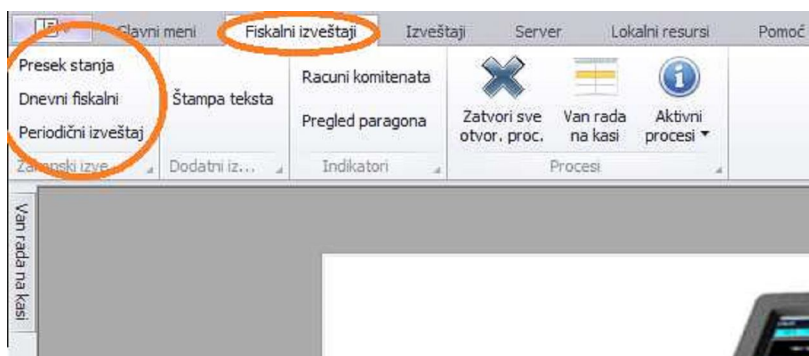 Glavni meni Fiskalni izveštaji Izveštaji Server Lokalni resursi Pomoć
Presek stanja
Dnevni fiskalni
Periodični izveštaj
Zakonski izve...
Štampa teksta
Dodatni iz...
Racuni komitenata
Pregled paragona
Indikatori
Zatvori sve
otvor. proc.
Van rada
na kasi
Aktivni
procesi
Procesi
Van rada na kasi